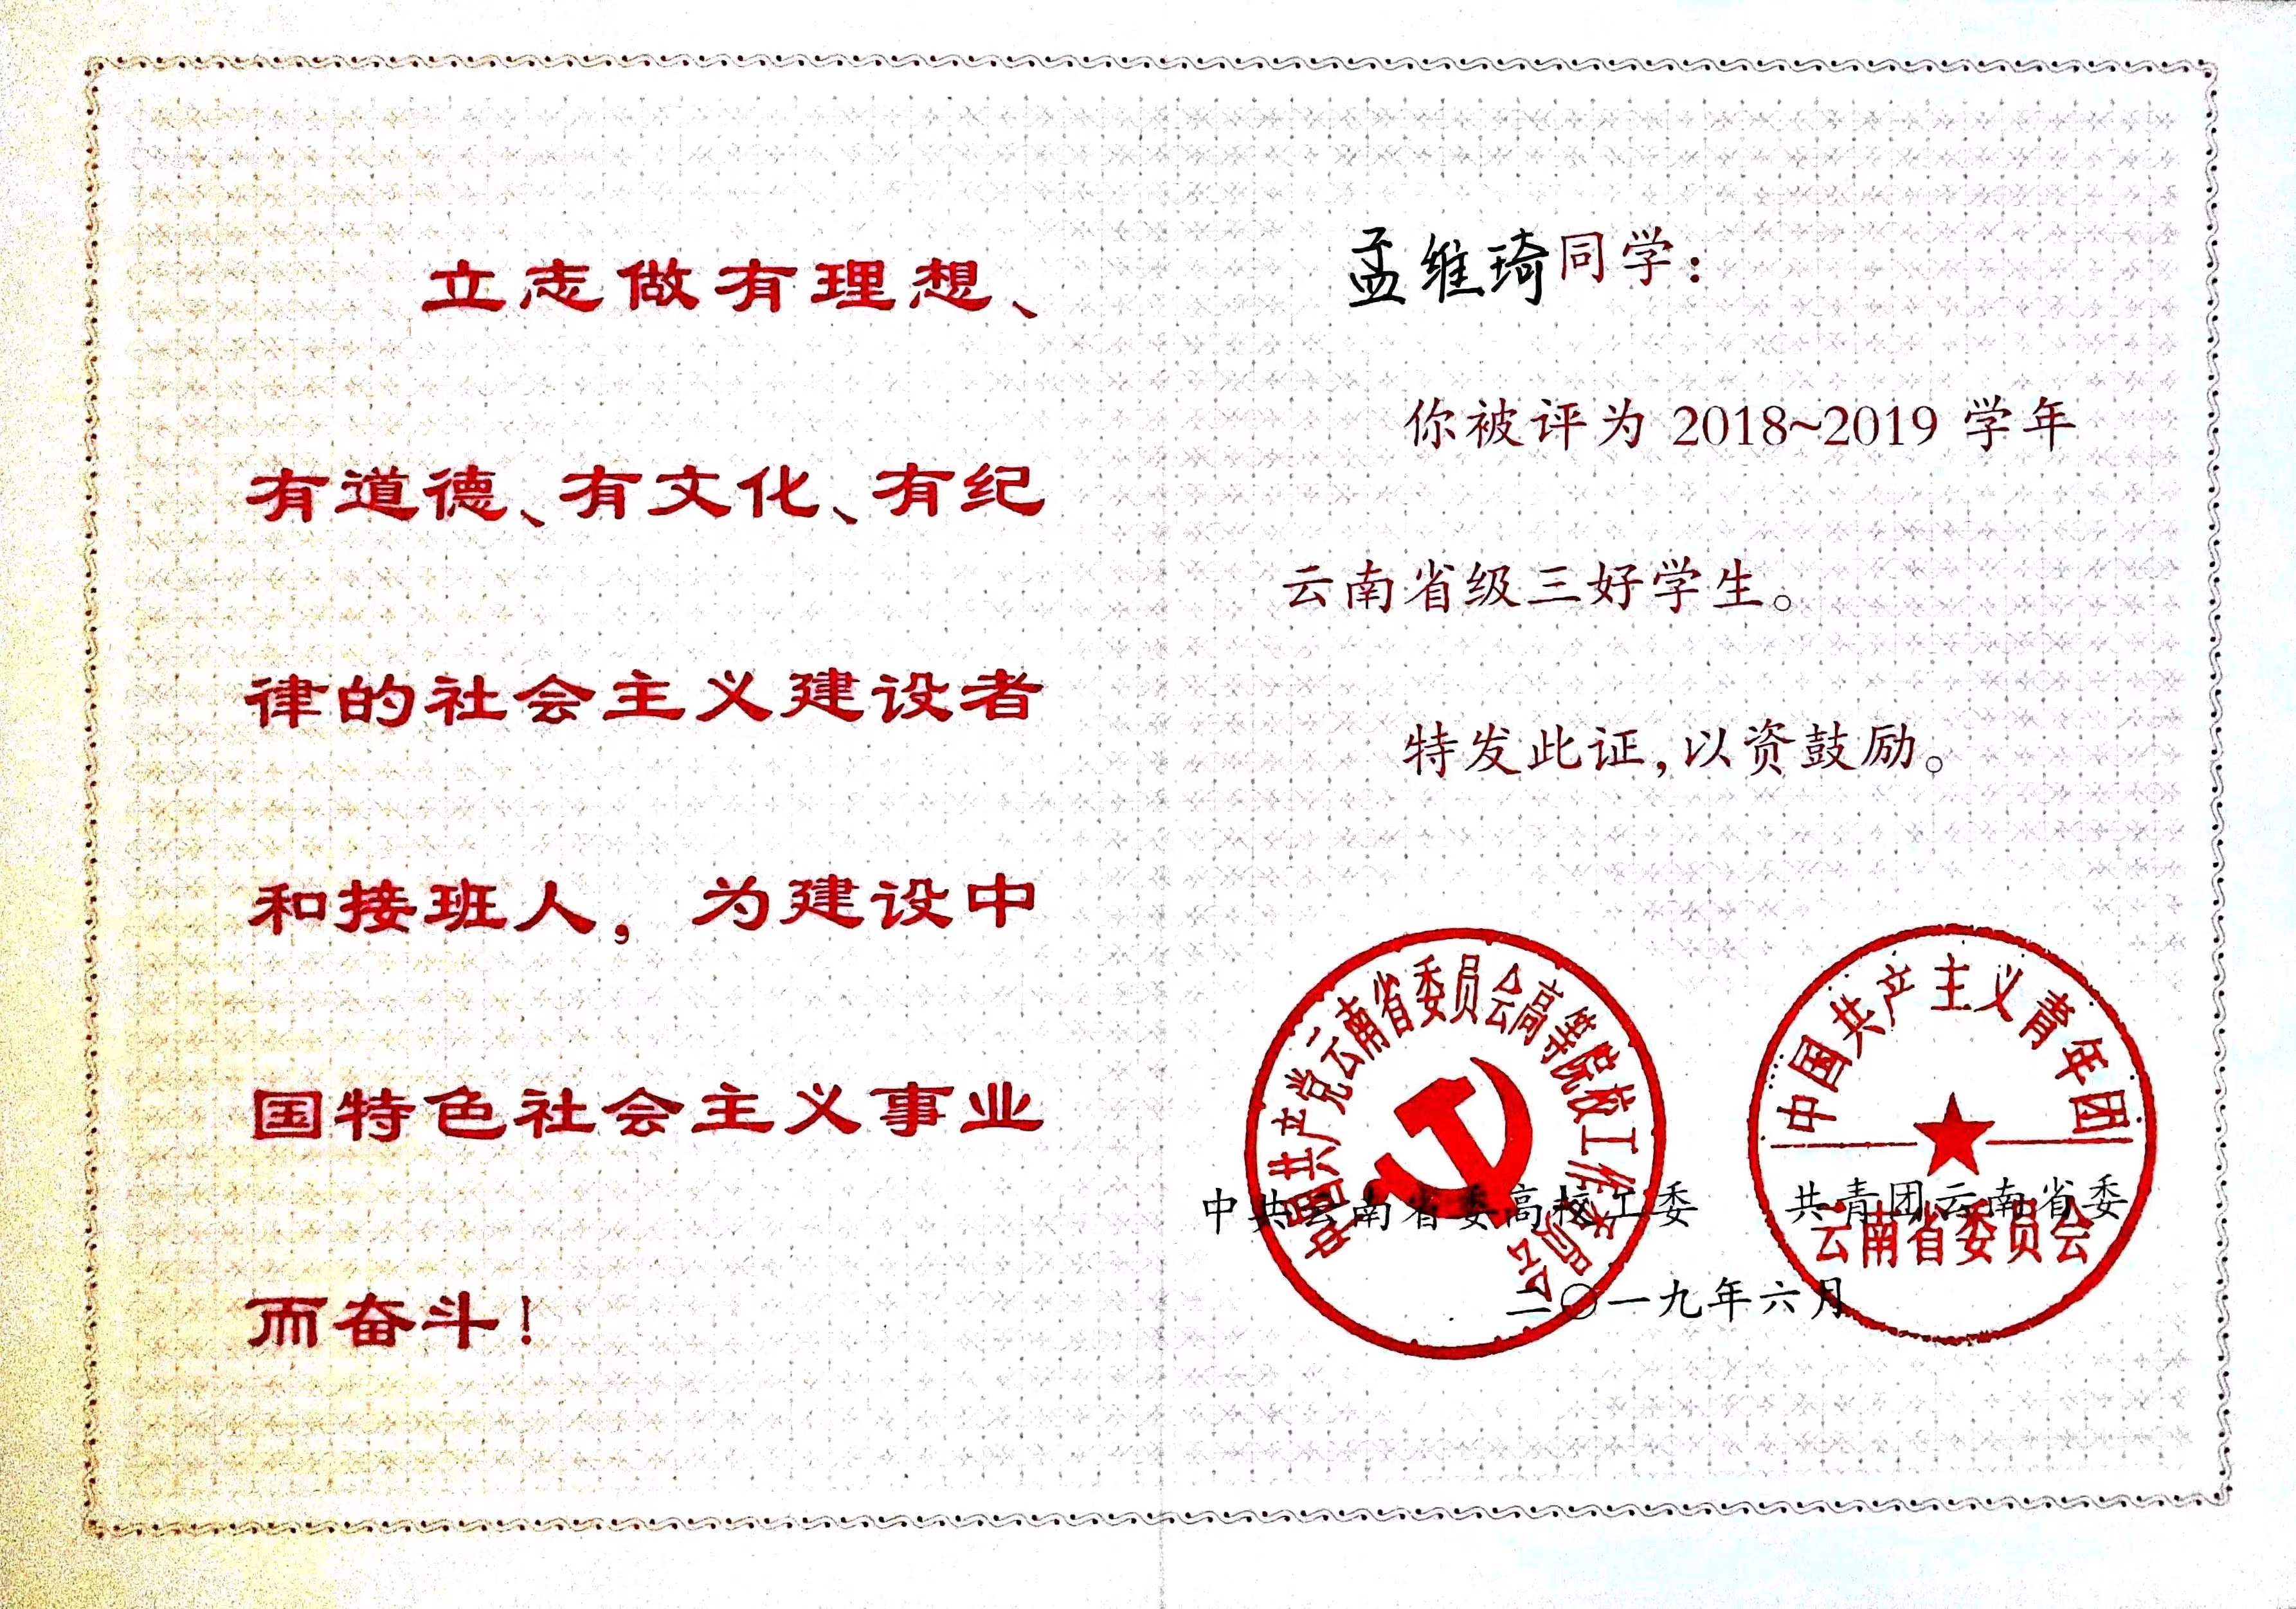 立志做有理想、
有道德、有文化、有纪
律的社会主义建设者
和接班人，为建设中
国特色社会主义事业
而奋斗！
孟维琦同学：
你被评为 2018~2019 学年
云南省级三好学生。
特发此证，以资鼓励。
中国共产党云南省委员会高等院校工作委员会
中国共产主义青年团
云南省委员会
中共云南省委高校工委 共青团云南省委
二〇一九年六月